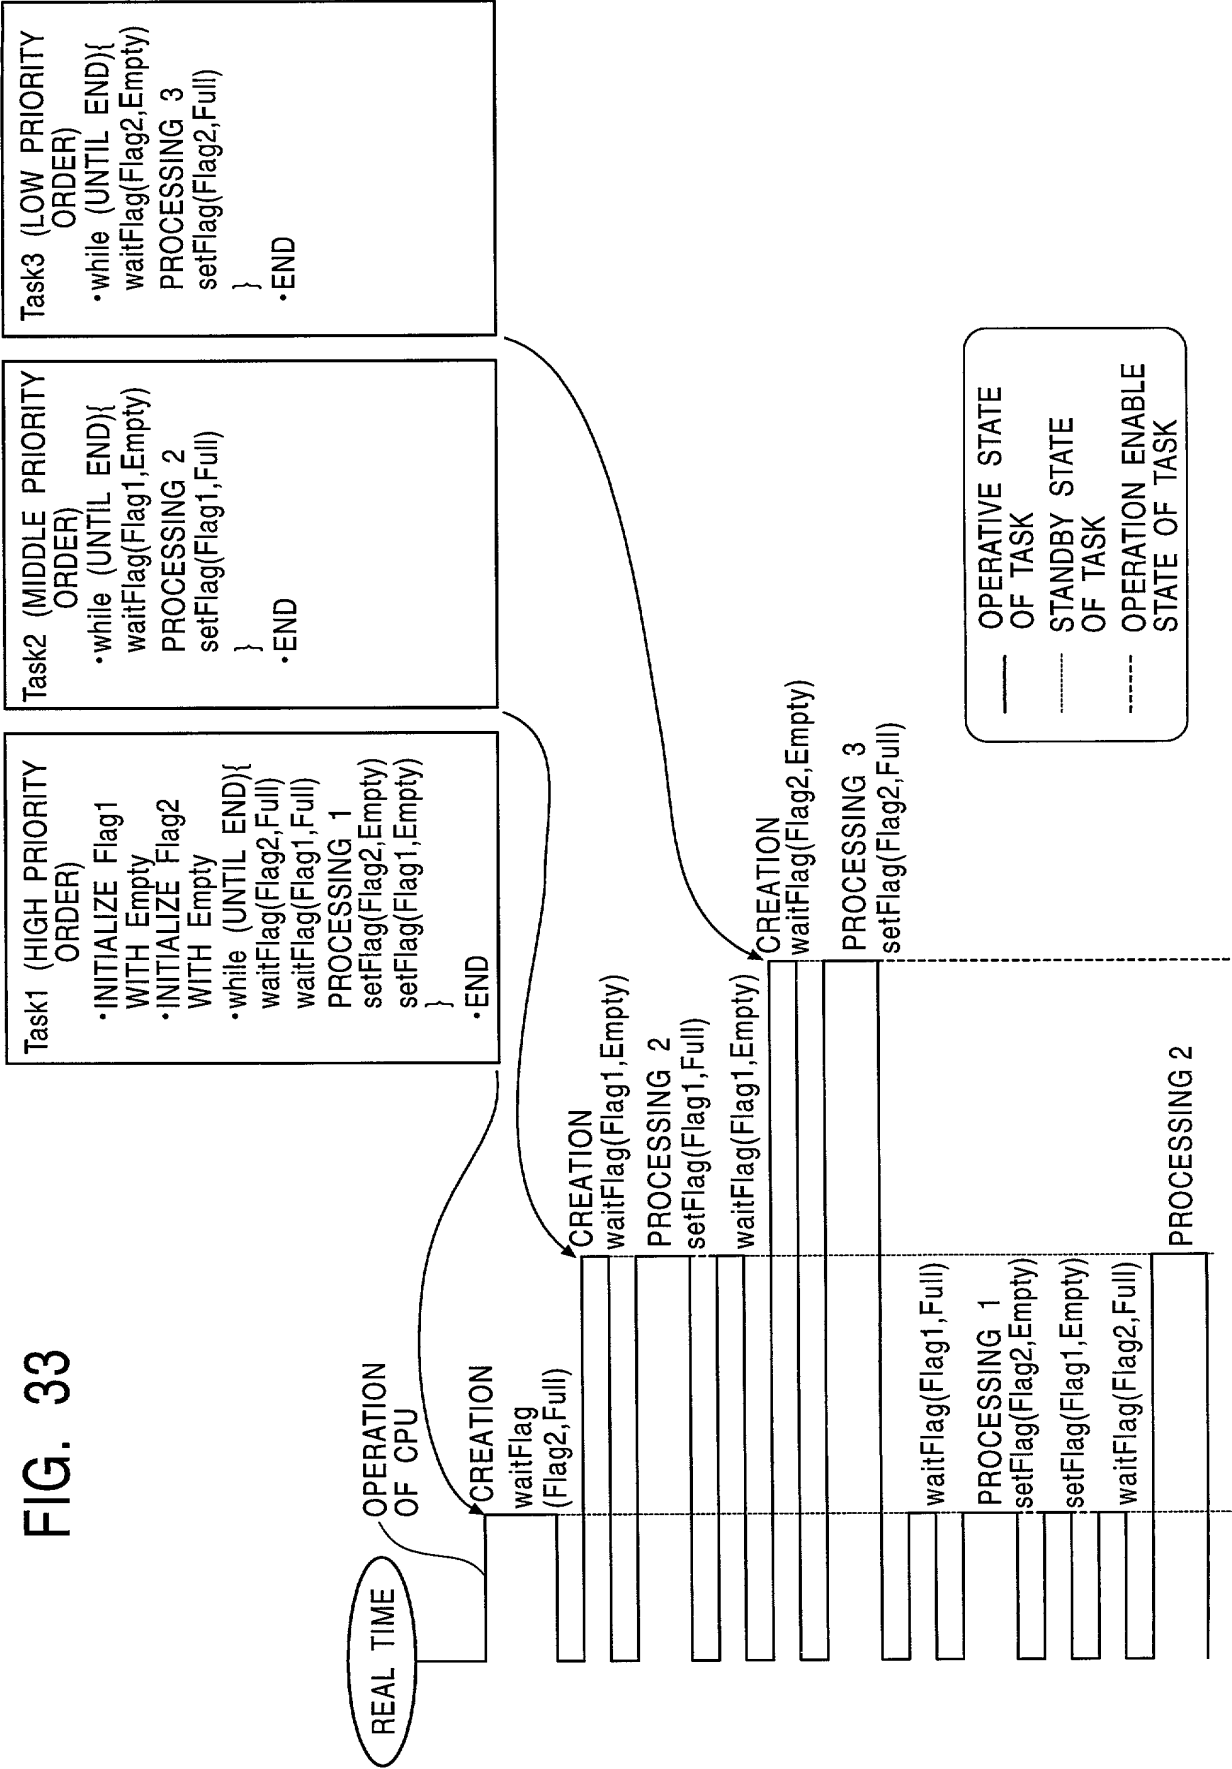 FIG. 33
Task1 (HIGH PRIORITY
ORDER)
•INITIALIZE Flag1
WITH Empty
•INITIALIZE Flag2
WITH Empty
•while (UNTIL END){
waitFlag(Flag2,Full)
waitFlag(Flag1,Full)
PROCESSING 1
setFlag(Flag2,Empty)
setFlag(Flag1,Empty)
}
•END
Task2 (MIDDLE PRIORITY
ORDER)
•while (UNTIL END){
waitFlag(Flag1,Empty)
PROCESSING 2
setFlag(Flag1,Full)
}
•END
Task3 (LOW PRIORITY
ORDER)
•while (UNTIL END){
waitFlag(Flag2,Empty)
PROCESSING 3
setFlag(Flag2,Full)
}
•END
REAL TIME
OPERATION
OF CPU
CREATION
waitFlag
(Flag2,Full)
CREATION
waitFlag(Flag1,Empty)
PROCESSING 2
setFlag(Flag1,Full)
waitFlag(Flag1,Empty)
CREATION
waitFlag(Flag2,Empty)
PROCESSING 3
setFlag(Flag2,Full)
waitFlag(Flag1,Full)
PROCESSING 1
setFlag(Flag2,Empty)
setFlag(Flag1,Empty)
waitFlag(Flag2,Full)
PROCESSING 2
OPERATIVE STATE
OF TASK
STANDBY STATE
OF TASK
OPERATION ENABLE
STATE OF TASK